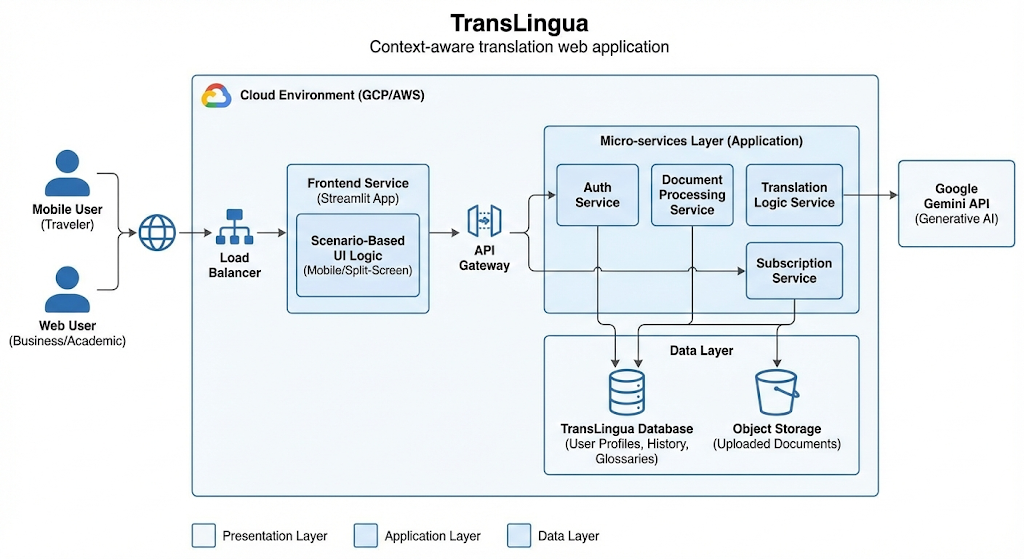 TransLingua
Context-aware translation web application
Cloud Environment (GCP/AWS)
Mobile User
(Traveler)
Web User
(Business/Academic)
Load
Balancer
Frontend Service
(Streamlit App)
Scenario-Based
UI Logic
(Mobile/Split-Screen)
API
Gateway
Micro-services Layer (Application)
Auth
Service
Document
Processing
Service
Translation
Logic Service
Subscription
Service
Google
Gemini API
(Generative AI)
Data Layer
TransLingua Database
(User Profiles, History,
Glossaries)
Object Storage
(Uploaded Documents)
Presentation Layer
Application Layer
Data Layer